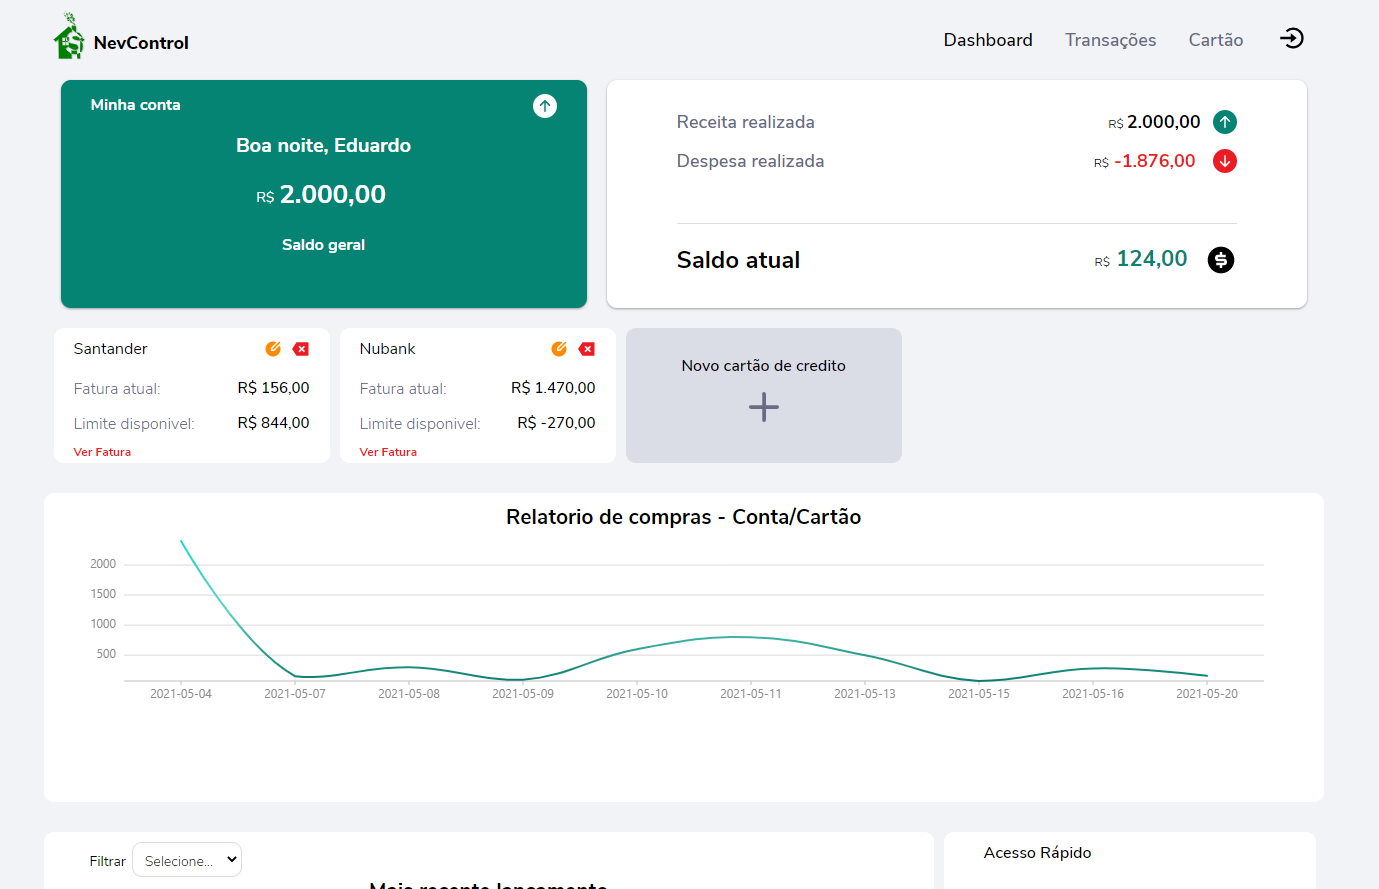 NevControl
Dashboard Transações Cartão
Minha conta
Boa noite, Eduardo
R$ 2.000,00
Saldo geral
Receita realizada R$ 2.000,00
Despesa realizada R$ -1.876,00
Saldo atual R$ 124,00
Santander
Fatura atual: R$ 156,00
Limite disponivel: R$ 844,00
Ver Fatura
Nubank
Fatura atual: R$ 1.470,00
Limite disponivel: R$ -270,00
Ver Fatura
Novo cartão de credito
Relatorio de compras - Conta/Cartão
2000
1500
1000
500
2021-05-04 2021-05-07 2021-05-08 2021-05-09 2021-05-10 2021-05-11 2021-05-13 2021-05-15 2021-05-16 2021-05-20
Filtrar Selecione...
Mais recente lançamento
Acesso Rápido